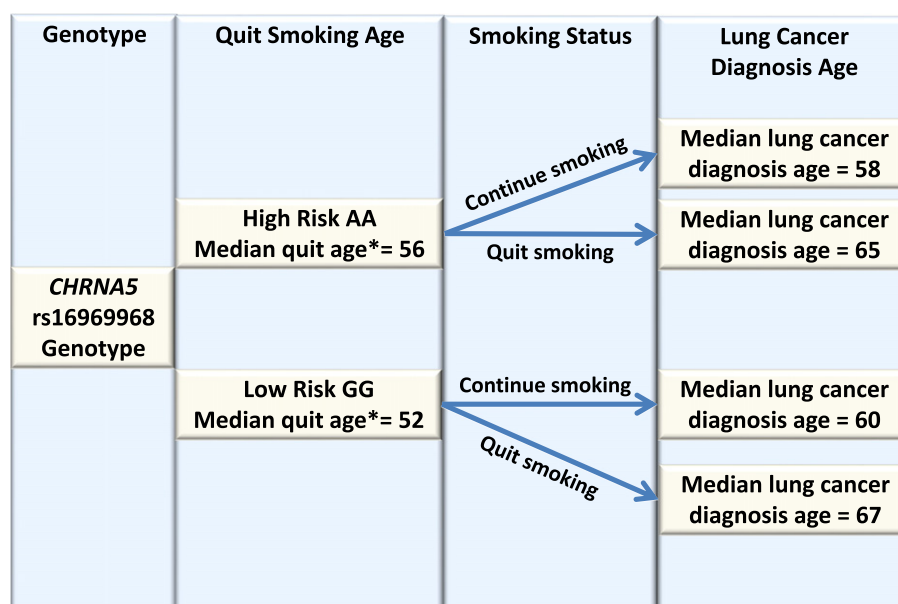 Genotype
Quit Smoking Age
Smoking Status
Lung Cancer
Diagnosis Age
CHRNA5
rs16969968
Genotype
High Risk AA
Median quit age*= 56
Continue smoking
Median lung cancer
diagnosis age = 58
Quit smoking
Median lung cancer
diagnosis age = 65
Low Risk GG
Median quit age*= 52
Continue smoking
Median lung cancer
diagnosis age = 60
Quit smoking
Median lung cancer
diagnosis age = 67